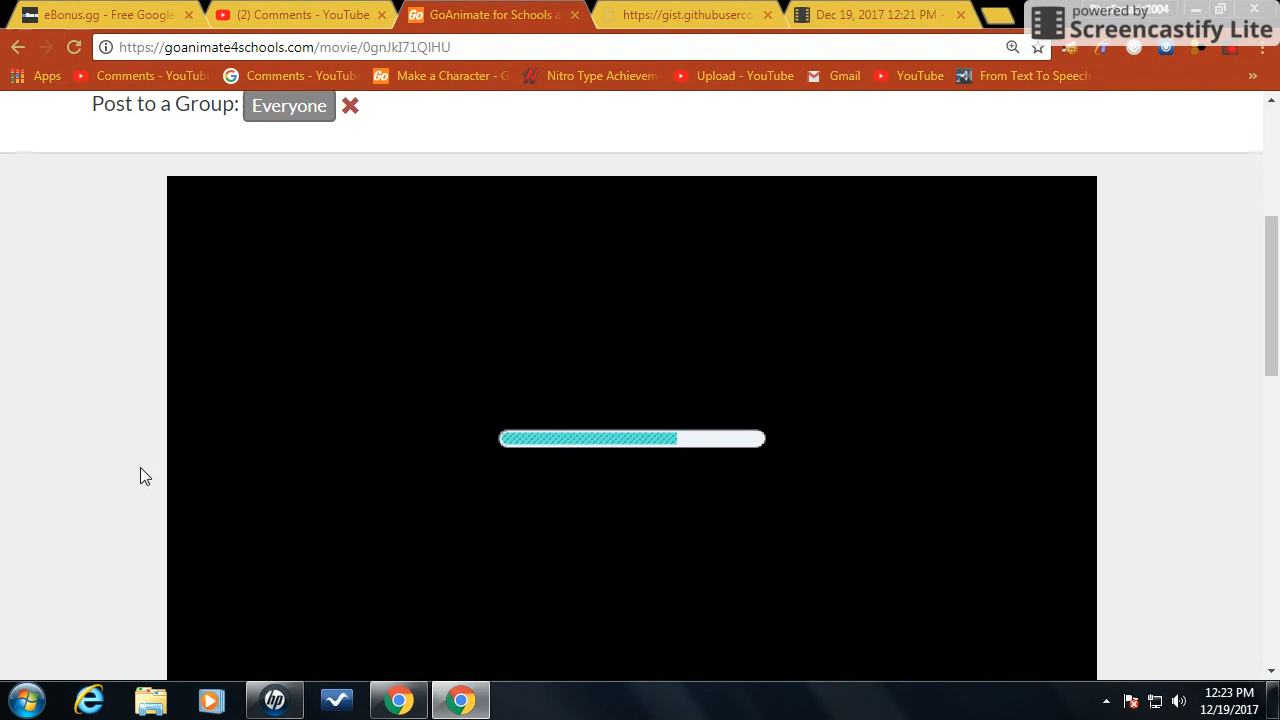 eBonus.gg - Free Google
(2) Comments - YouTube
GoAnimate for Schools a
https://gist.githubuserco
Dec 19, 2017 12:21 PM -
2004
powered by
Screencastify Lite
https://goanimate4schools.com/movie/0gnJkI71QlHU
Apps
Comments - YouTub
Comments - YouTub
Make a Character - G
Nitro Type Achievem
Upload - YouTube
Gmail
YouTube
From Text To Speech
»
Post to a Group: Everyone
12:23 PM
12/19/2017